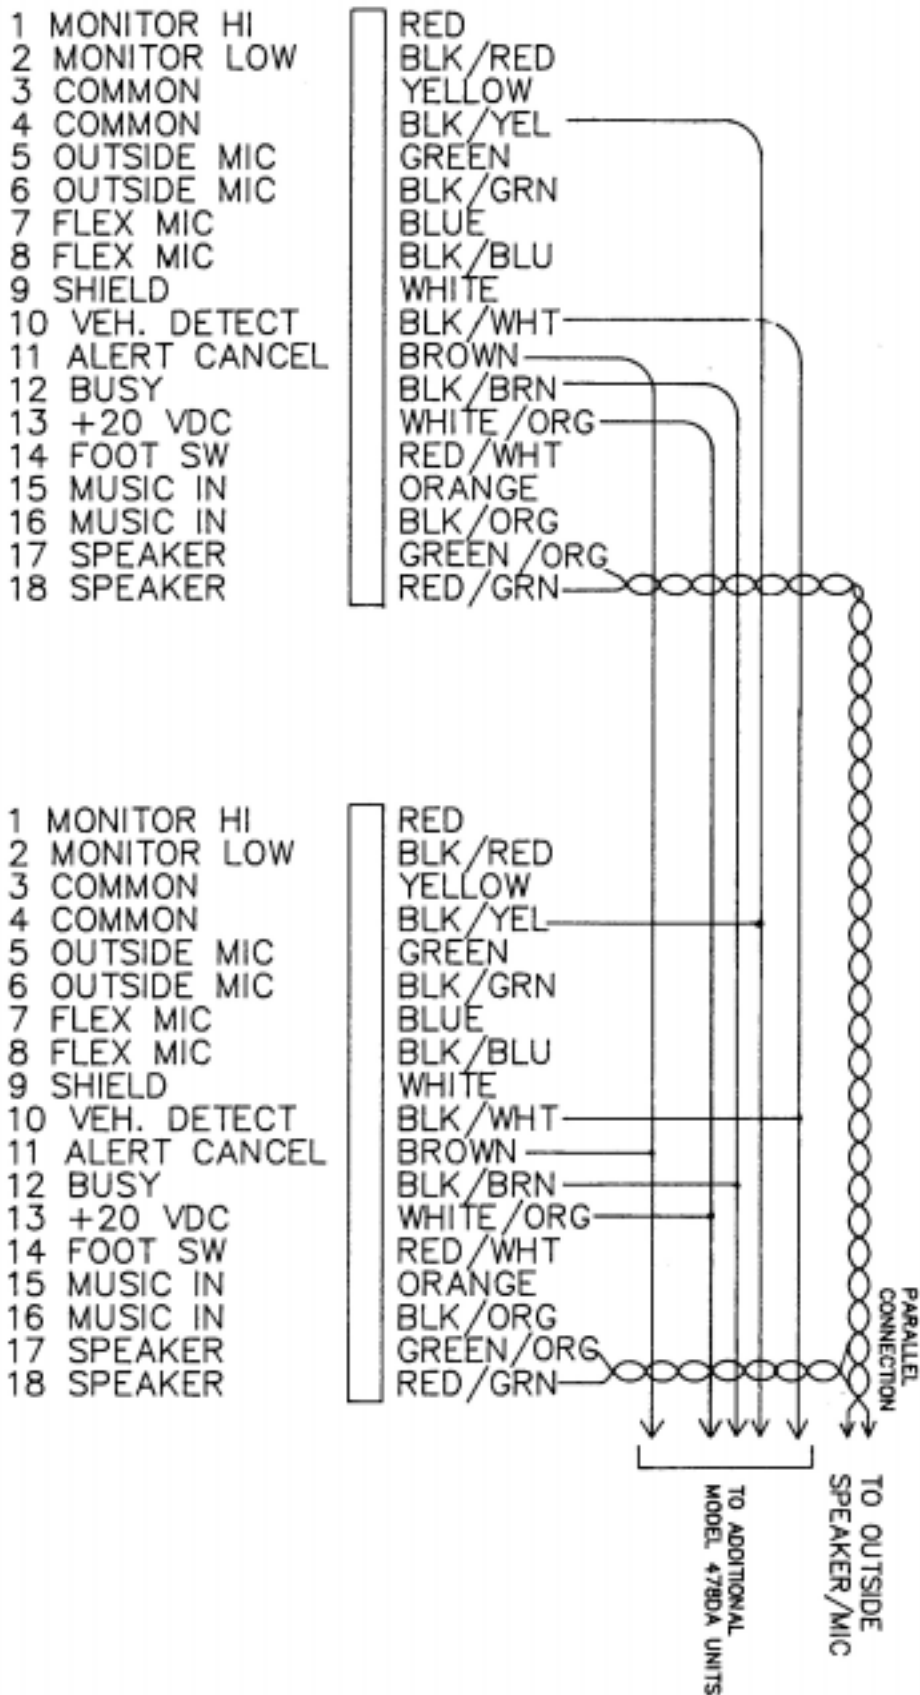 1 MONITOR HI RED
2 MONITOR LOW BLK/RED
3 COMMON YELLOW
4 COMMON BLK/YEL
5 OUTSIDE MIC GREEN
6 OUTSIDE MIC BLK/GRN
7 FLEX MIC BLUE
8 FLEX MIC BLK/BLU
9 SHIELD WHITE
10 VEH. DETECT BLK/WHT
11 ALERT CANCEL BROWN
12 BUSY BLK/BRN
13 +20 VDC WHITE/ORG
14 FOOT SW RED/WHT
15 MUSIC IN ORANGE
16 MUSIC IN BLK/ORG
17 SPEAKER GREEN/ORG
18 SPEAKER RED/GRN
1 MONITOR HI RED
2 MONITOR LOW BLK/RED
3 COMMON YELLOW
4 COMMON BLK/YEL
5 OUTSIDE MIC GREEN
6 OUTSIDE MIC BLK/GRN
7 FLEX MIC BLUE
8 FLEX MIC BLK/BLU
9 SHIELD WHITE
10 VEH. DETECT BLK/WHT
11 ALERT CANCEL BROWN
12 BUSY BLK/BRN
13 +20 VDC WHITE/ORG
14 FOOT SW RED/WHT
15 MUSIC IN ORANGE
16 MUSIC IN BLK/ORG
17 SPEAKER GREEN/ORG
18 SPEAKER RED/GRN
PARALLEL
CONNECTION
TO OUTSIDE
SPEAKER/MIC
TO ADDITIONAL
MODEL 478DA UNITS